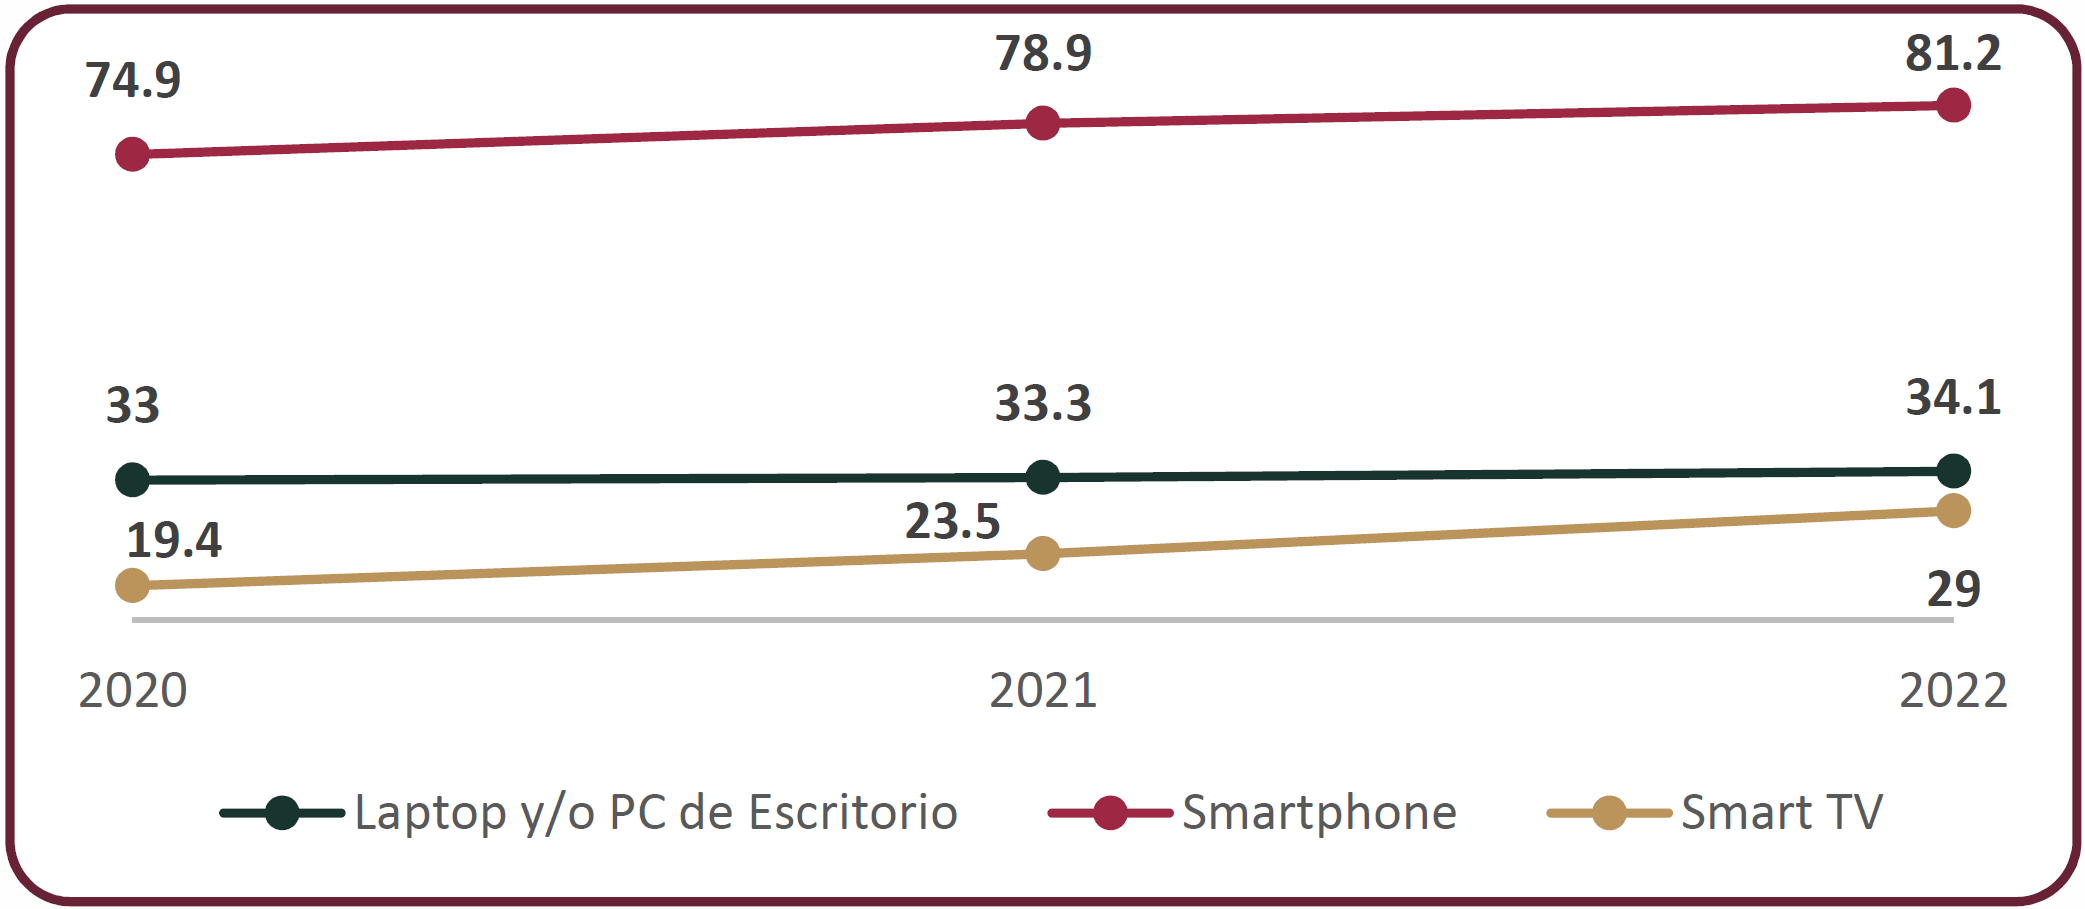 74.9 78.9 81.2
33 33.3 34.1
19.4 23.5 29
2020 2021 2022
Laptop y/o PC de Escritorio Smartphone Smart TV